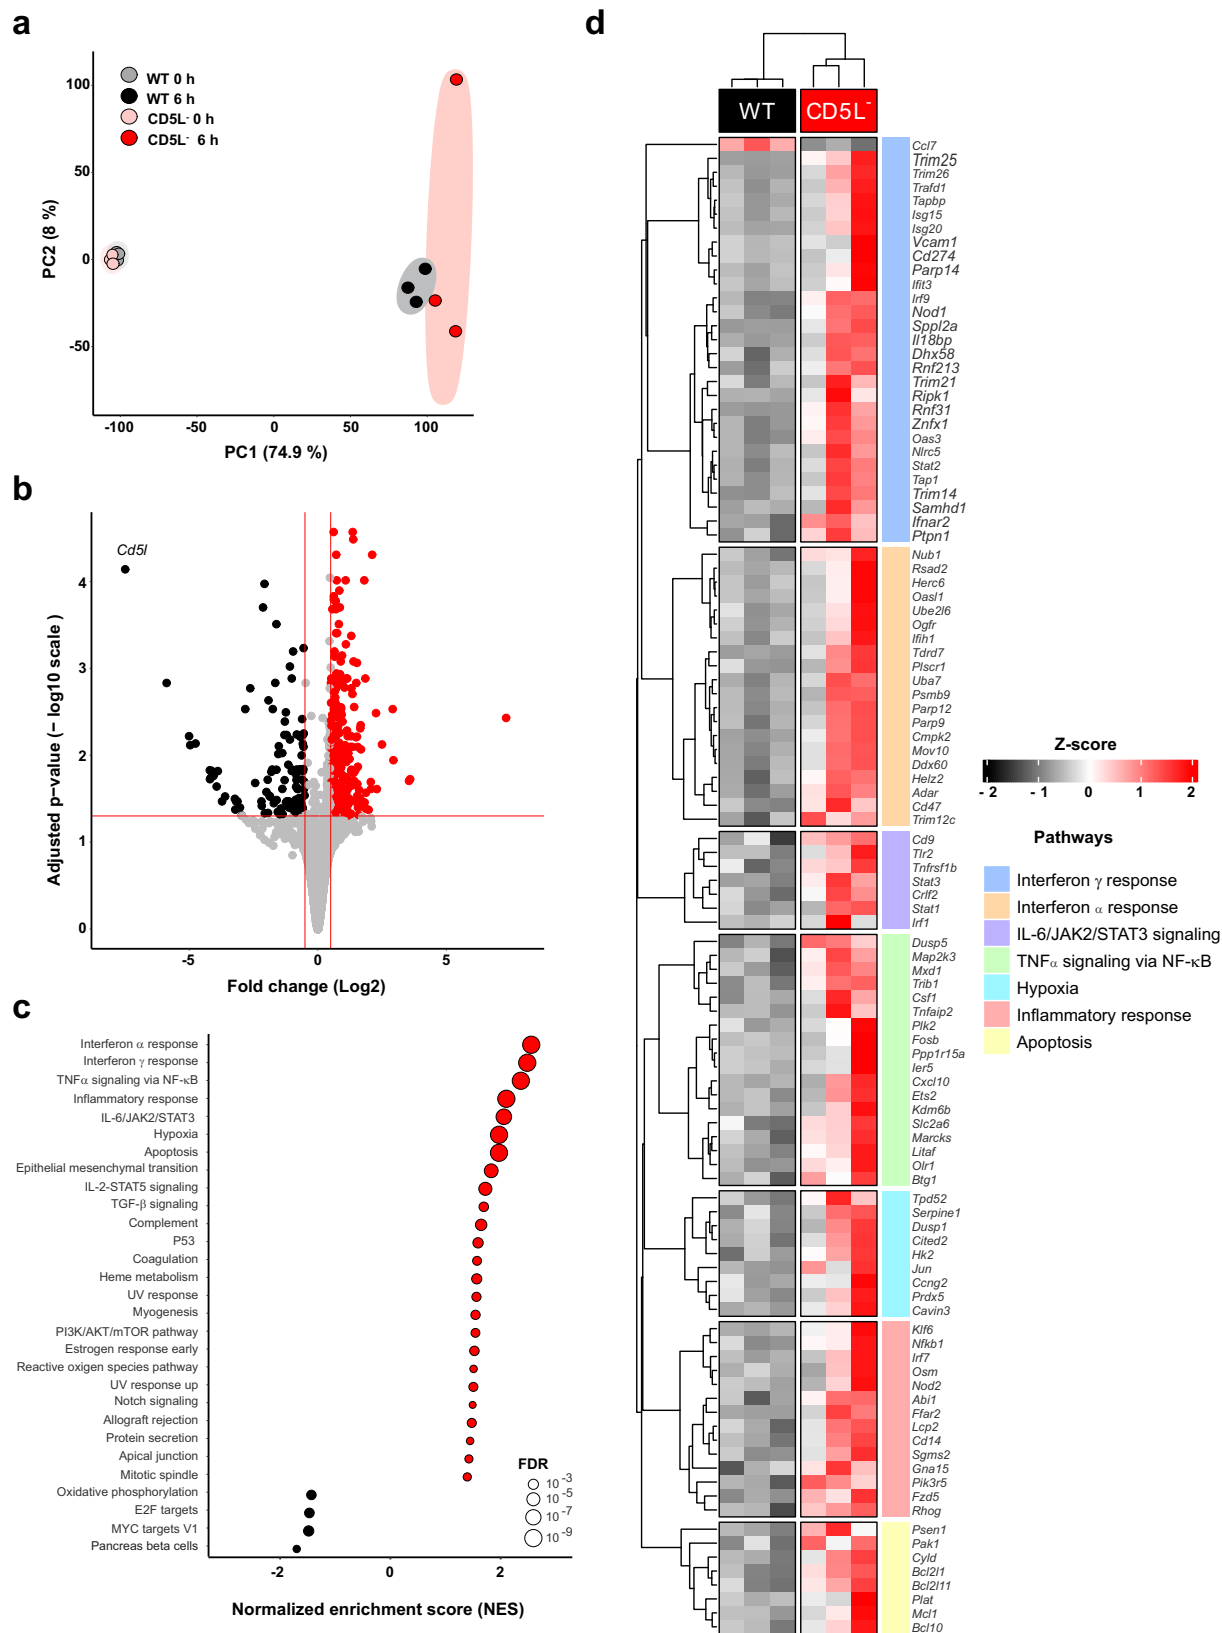 a
WT 0 h
WT 6 h
CD5L- 0 h
CD5L- 6 h
100
50
0
-50
PC2 (8 %)
-100
-50
0
50
100
PC1 (74.9 %)
b
Cd5l
4
3
2
1
0
Adjusted p-value (− log10 scale )
-5
0
5
Fold change (Log2)
c
Interferon α response
Interferon γ response
TNFα signaling via NF-κB
Inflammatory response
IL-6/JAK2/STAT3
Hypoxia
Apoptosis
Epithelial mesenchymal transition
IL-2-STAT5 signaling
TGF-β signaling
Complement
P53
Coagulation
Heme metabolism
UV response
Myogenesis
PI3K/AKT/mTOR pathway
Estrogen response early
Reactive oxigen species pathway
UV response up
Notch signaling
Allograft rejection
Protein secretion
Apical junction
Mitotic spindle
Oxidative phosphorylation
E2F targets
MYC targets V1
Pancreas beta cells
FDR
10 -3
10 -5
10 -7
10 -9
-2
0
2
Normalized enrichment score (NES)
d
WT
CD5L-
Ccl7
Trim25
Trim26
Trafd1
Tapbp
Isg15
Isg20
Vcam1
Cd274
Parp14
Ifit3
Irf9
Nod1
Sppl2a
Il18bp
Dhx58
Rnf213
Trim21
Ripk1
Rnf31
Znfx1
Oas3
Nlrc5
Stat2
Tap1
Trim14
Samhd1
Ifnar2
Ptpn1
Nub1
Rsad2
Herc6
Oasl1
Ube2l6
Ogfr
Ifih1
Tdrd7
Plscr1
Uba7
Psmb9
Parp12
Parp9
Cmpk2
Mov10
Ddx60
Helz2
Adar
Cd47
Trim12c
Cd9
Tlr2
Tnfrsf1b
Stat3
Crlf2
Stat1
Irf1
Dusp5
Map2k3
Mxd1
Trib1
Csf1
Tnfaip2
Plk2
Fosb
Ppp1r15a
Ier5
Cxcl10
Ets2
Kdm6b
Slc2a6
Marcks
Litaf
Olr1
Btg1
Tpd52
Serpine1
Dusp1
Cited2
Hk2
Jun
Ccng2
Prdx5
Cavin3
Klf6
Nfkb1
Irf7
Osm
Nod2
Abi1
Ffar2
Lcp2
Cd14
Sgms2
Gna15
Pik3r5
Fzd5
Rhog
Psen1
Pak1
Cyld
Bcl2l1
Bcl2l11
Plat
Mcl1
Bcl10
Z-score
- 2
- 1
0
1
2
Pathways
Interferon γ response
Interferon α response
IL-6/JAK2/STAT3 signaling
TNFα signaling via NF-κB
Hypoxia
Inflammatory response
Apoptosis